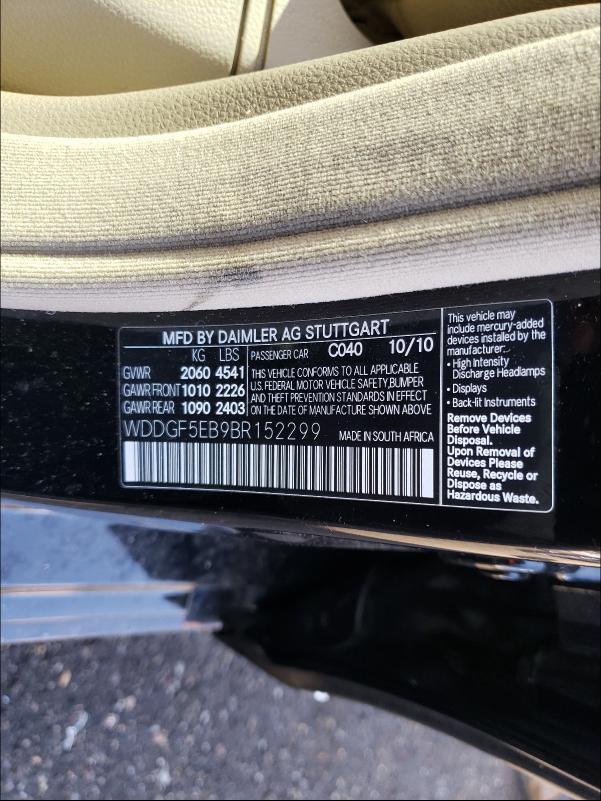 MFD BY DAIMLER AG STUTTGART
KG LBS PASSENGER CAR C040 10/10
GVWR 2060 4541
GAWR FRONT 1010 2226
GAWR REAR 1090 2403
THIS VEHICLE CONFORMS TO ALL APPLICABLE
U.S. FEDERAL MOTOR VEHICLE SAFETY, BUMPER
AND THEFT PREVENTION STANDARDS IN EFFECT
ON THE DATE OF MANUFACTURE SHOWN ABOVE
WDDGF5EB9BR152299 MADE IN SOUTH AFRICA
This vehicle may
include mercury-added
devices installed by the
manufacturer:
• High Intensity
Discharge Headlamps
• Displays
• Back-lit Instruments
Remove Devices
Before Vehicle
Disposal.
Upon Removal of
Devices Please
Reuse, Recycle or
Dispose as
Hazardous Waste.